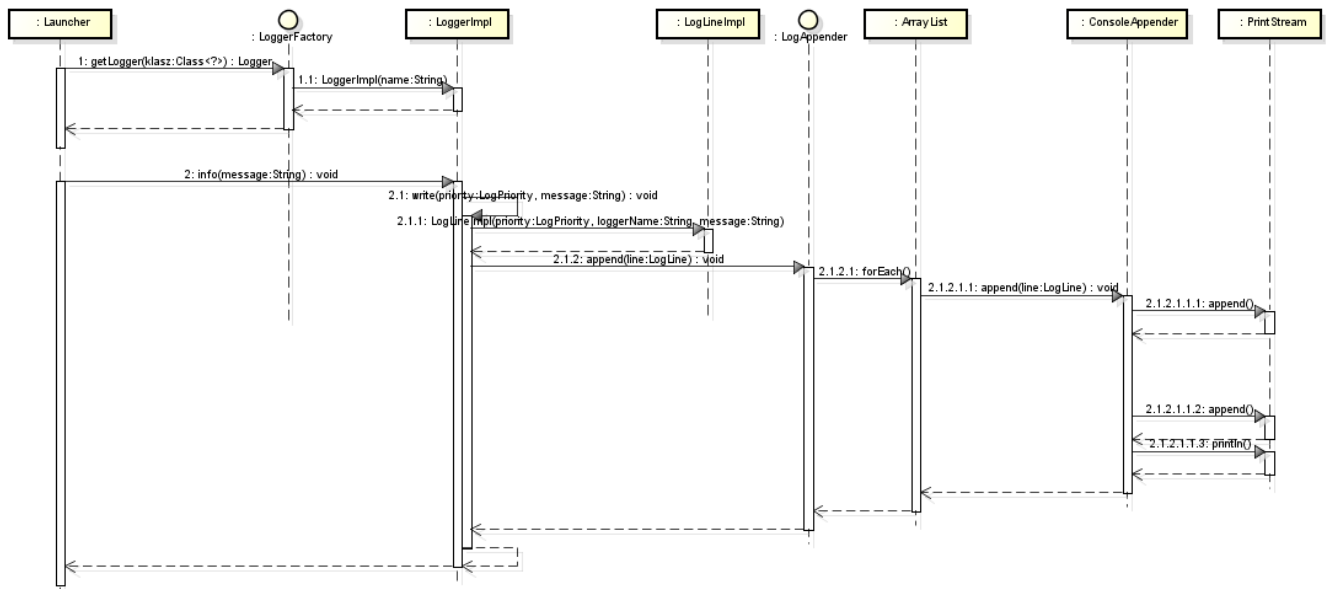 : Launcher
: LoggerFactory
: LoggerImpl
: LogLineImpl
: LogAppender
: ArrayList
: ConsoleAppender
: PrintStream
1: getLogger(klasz:Class<?>) : Logger
1.1: LoggerImpl(name:String)
2: info(message:String) : void
2.1: write(priority:LogPriority, message:String) : void
2.1.1: LogLineImpl(priority:LogPriority, loggerName:String, message:String)
2.1.2: append(line:LogLine) : void
2.1.2.1: forEach()
2.1.2.1.1: append(line:LogLine) : void
2.1.2.1.1.1: append()
2.1.2.1.1.2: append()
2.1.2.1.1.3: println()